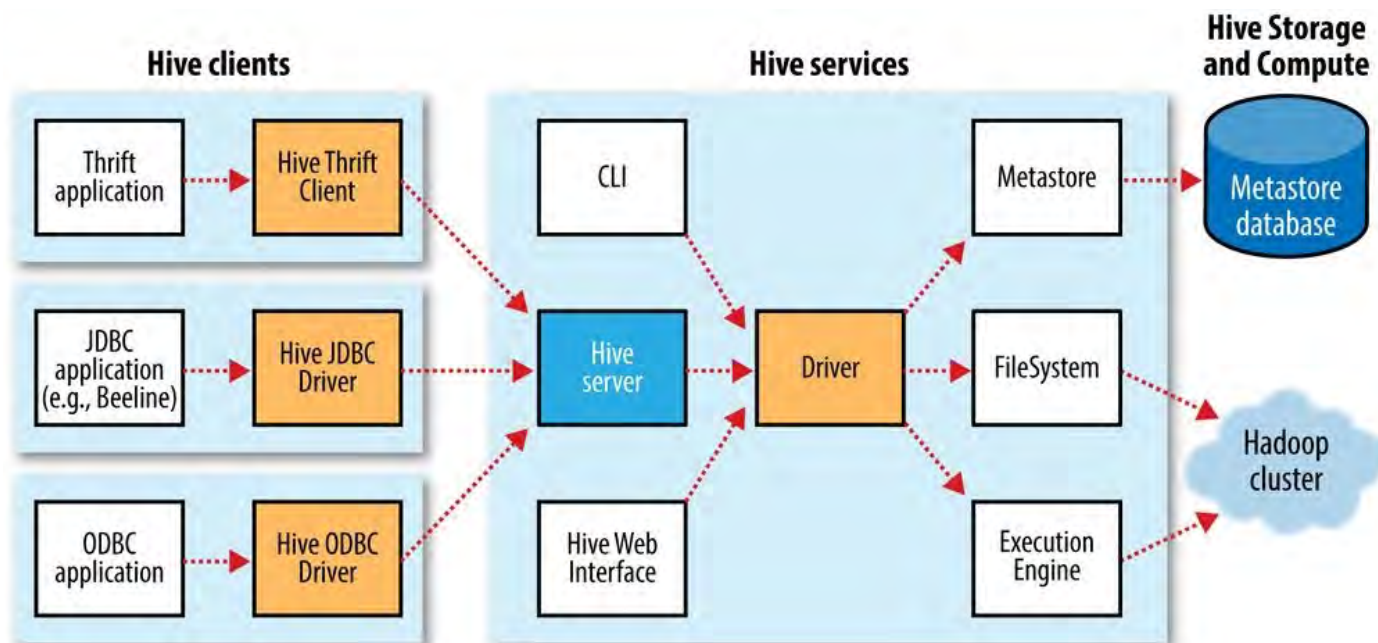 Hive clients
Hive services
Hive Storage
and Compute
Thrift
application
Hive Thrift
Client
CLI
Metastore
Metastore
database
JDBC
application
(e.g., Beeline)
Hive JDBC
Driver
Hive
server
Driver
FileSystem
Hadoop
cluster
ODBC
application
Hive ODBC
Driver
Hive Web
Interface
Execution
Engine